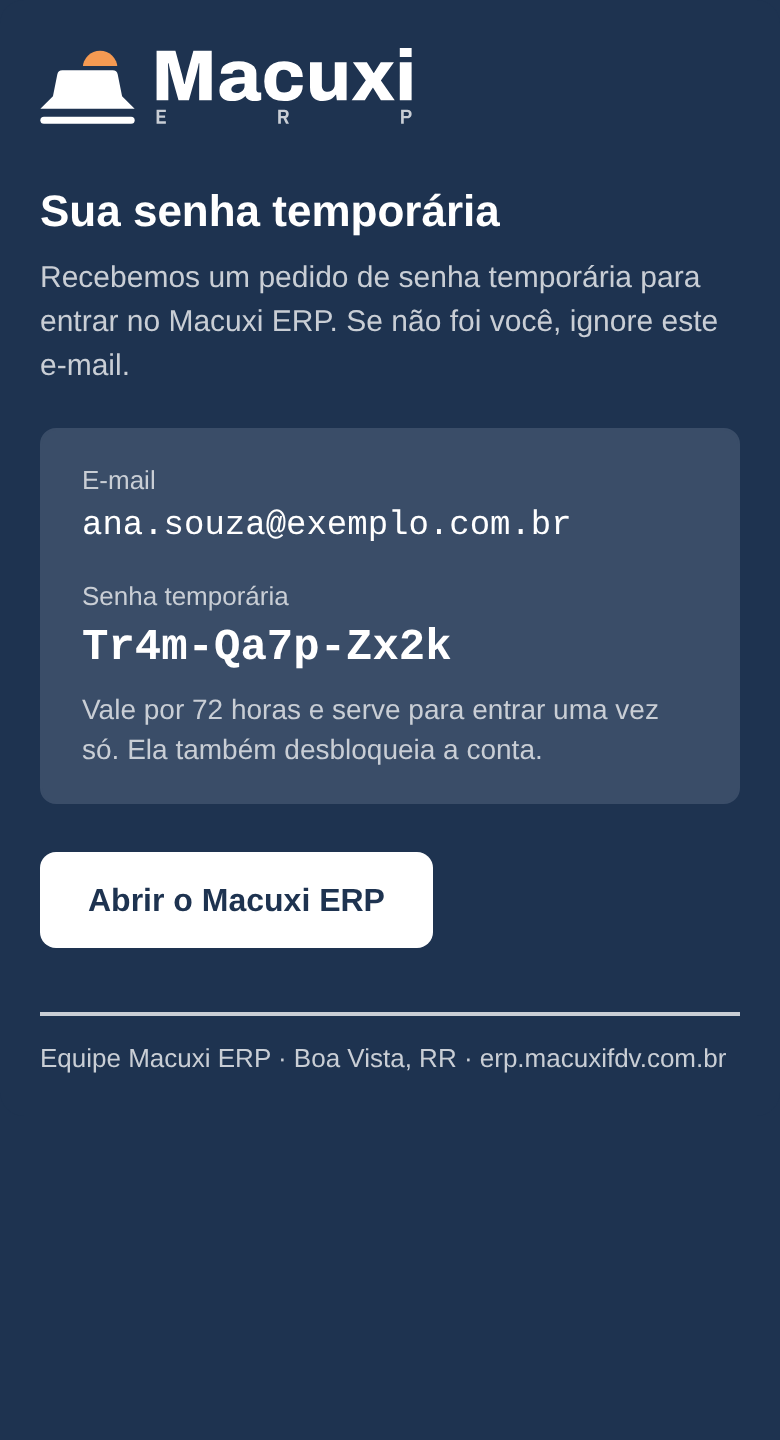 Macuxi
E R P
Sua senha temporária
Recebemos um pedido de senha temporária para
entrar no Macuxi ERP. Se não foi você, ignore este
e-mail.
E-mail
ana.souza@exemplo.com.br
Senha temporária
Tr4m-Qa7p-Zx2k
Vale por 72 horas e serve para entrar uma vez
só. Ela também desbloqueia a conta.
Abrir o Macuxi ERP
Equipe Macuxi ERP · Boa Vista, RR · erp.macuxifdv.com.br